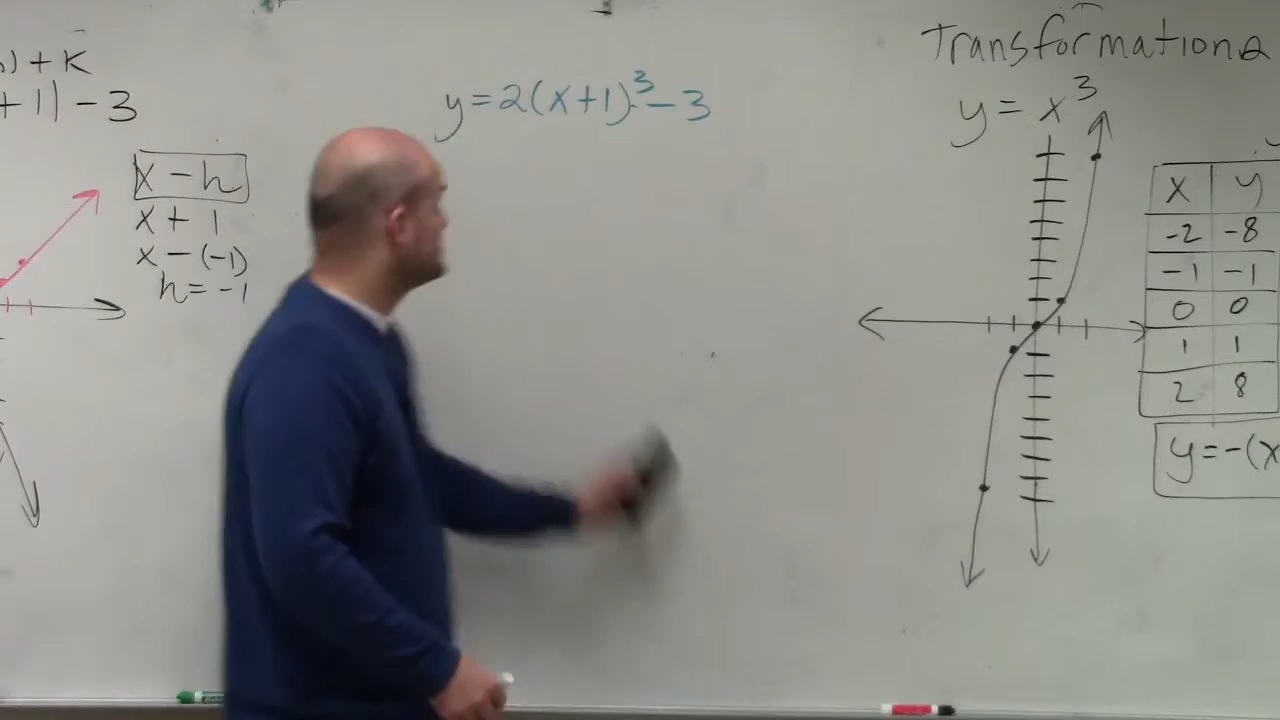 ) + K
+ 1| - 3
x - h
x + 1
x - (-1)
h = -1
y = 2(x+1)³ - 3
Transformation
y = x³
x y
-2 -8
-1 -1
0 0
1 1
2 8
y = -(x